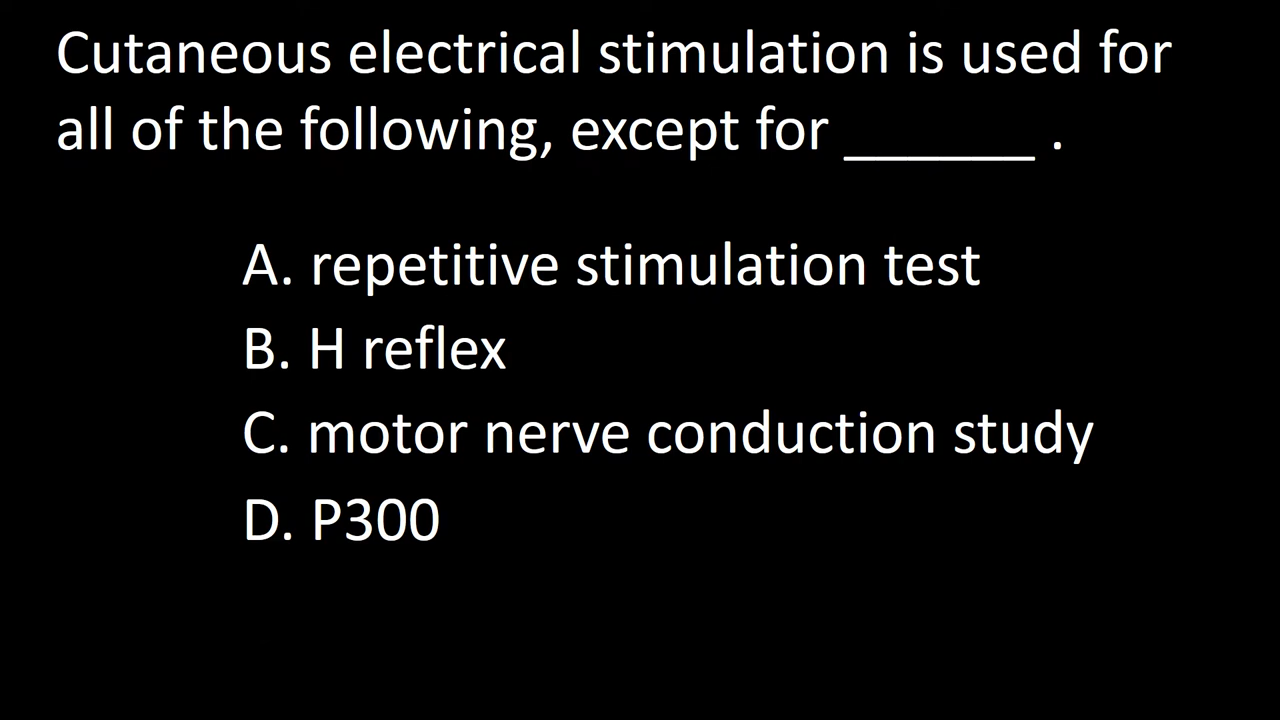 Cutaneous electrical stimulation is used for
all of the following, except for _______ .
A. repetitive stimulation test
B. H reflex
C. motor nerve conduction study
D. P300